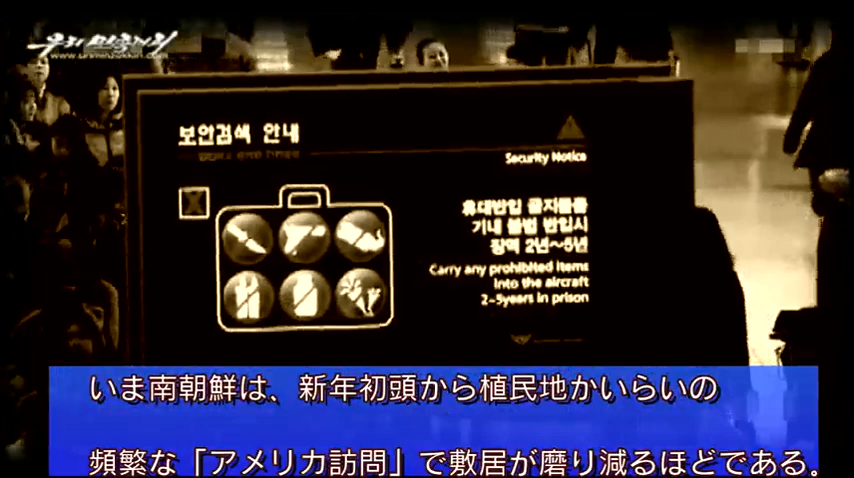 우리민족끼리
www.uriminzokkiri.com
보안검색 안내
Security Notice
휴대반입 금지물품
기내 불법 반입시
징역 2년~5년
Carry any prohibited items
into the aircraft
2~5years in prison
いま南朝鮮は、新年初頭から植民地かいらいの
頻繁な「アメリカ訪問」で敷居が磨り減るほどである。